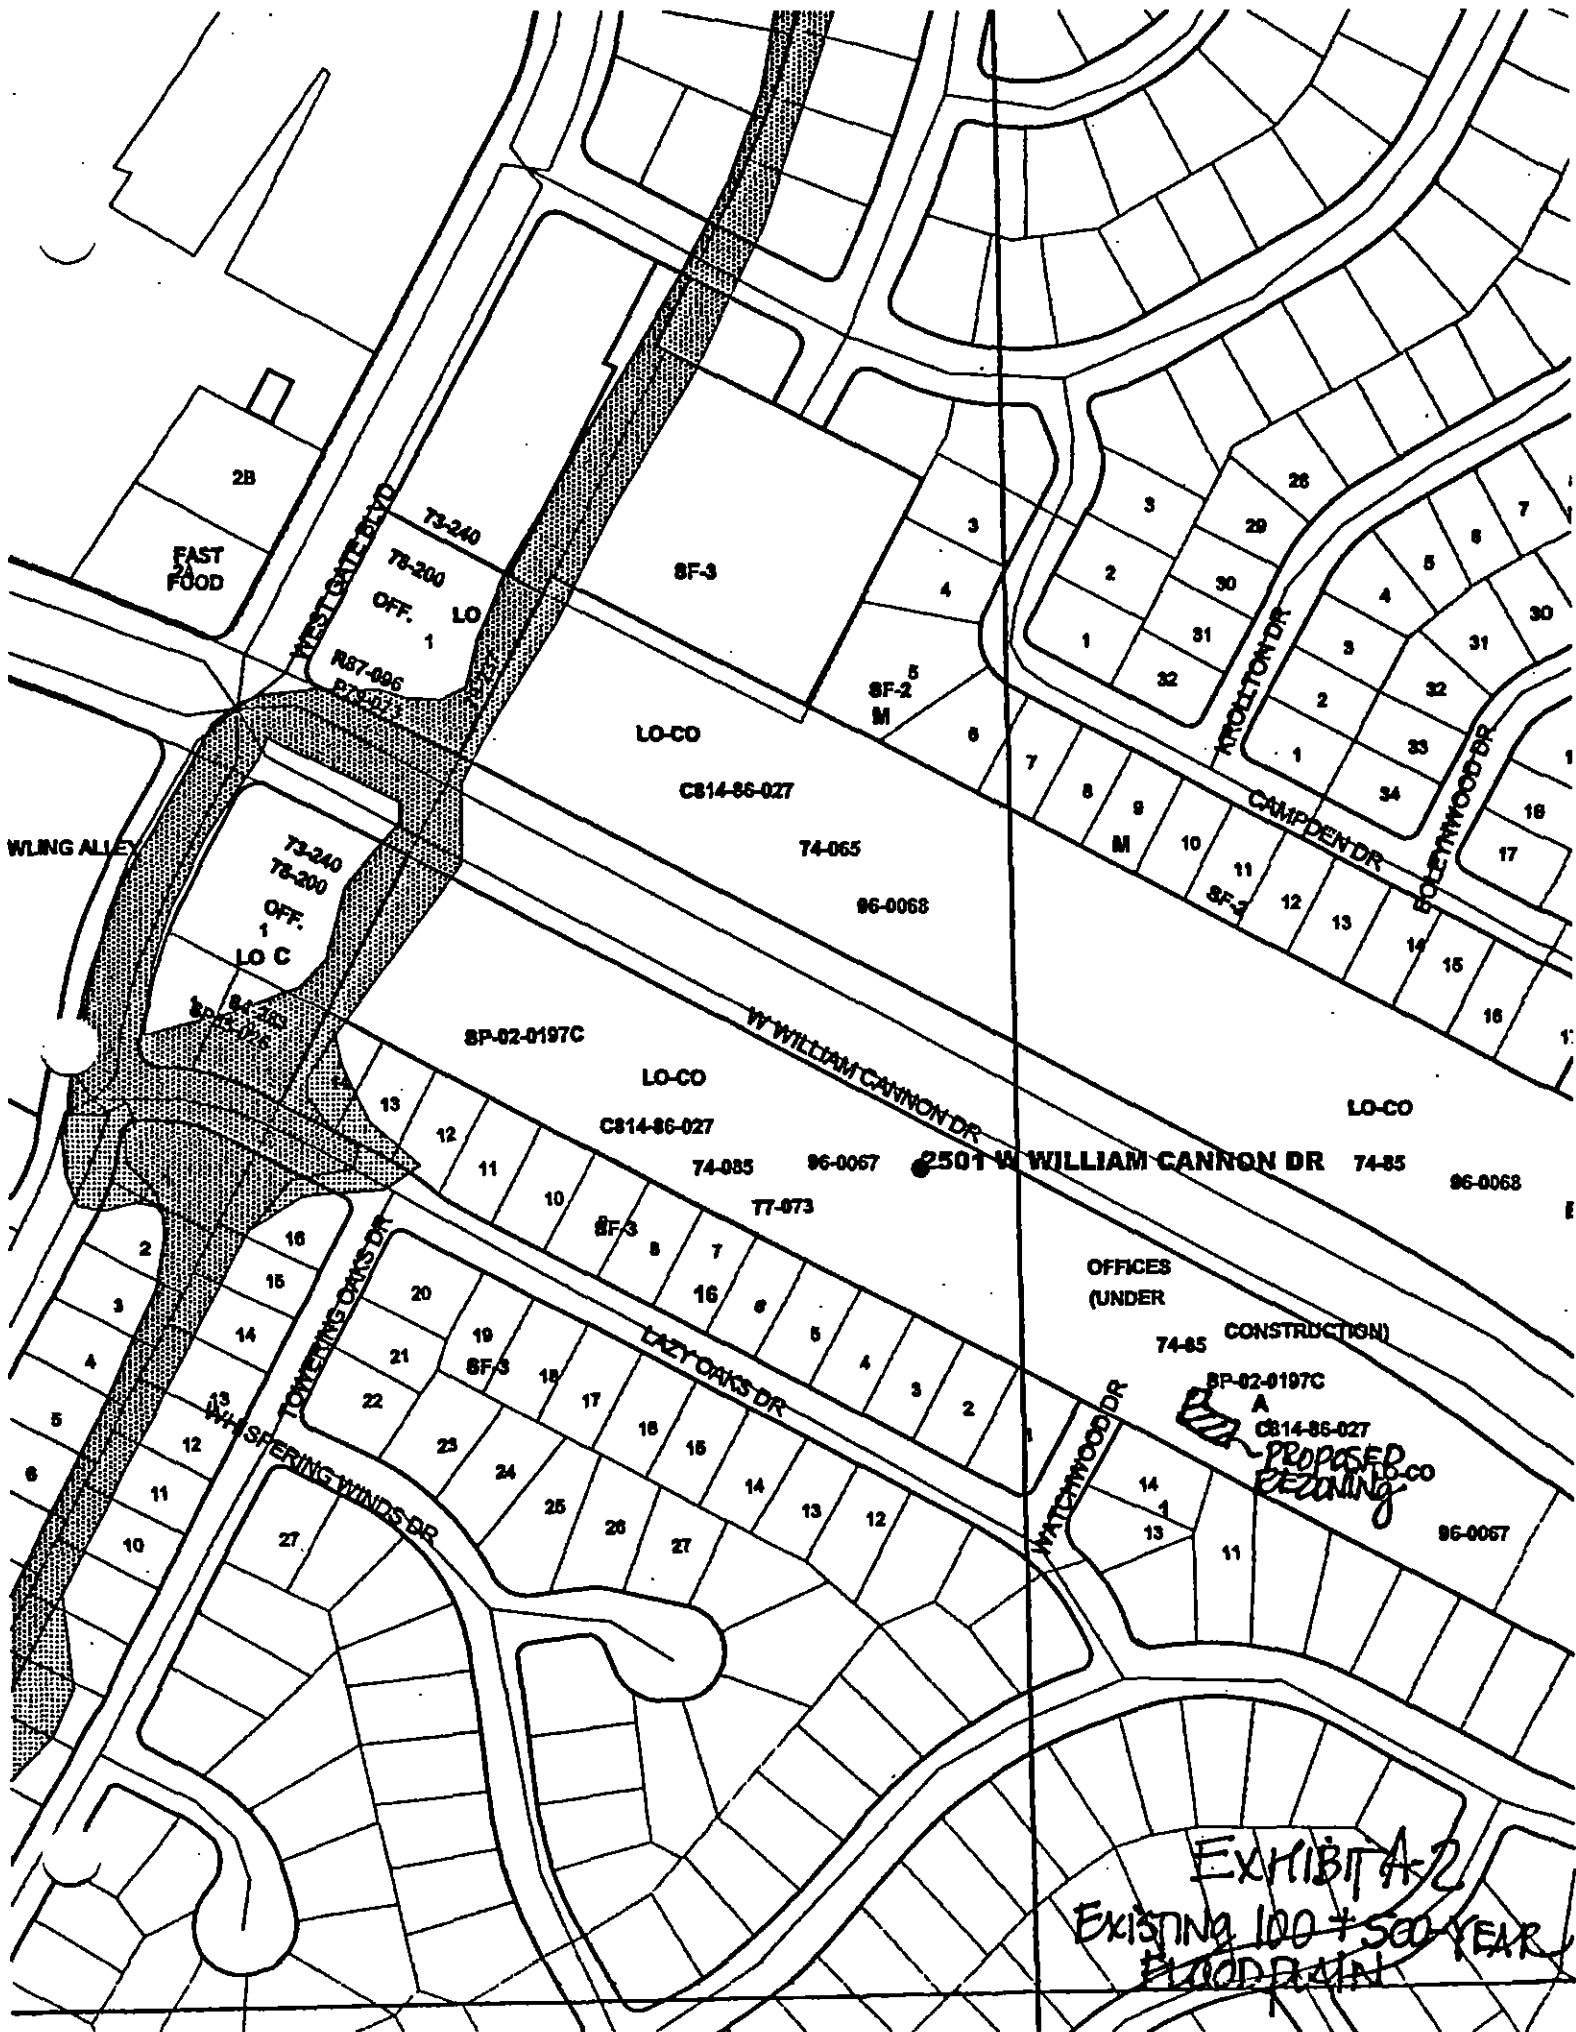 2B
FAST
2A
FOOD
WEST GATE BLVD
73-240
78-200
OFF.
LO
1
R87-096
SF-3
3
4
SF-2
5
M
6
7
8
9
M
10
11
SF-2
12
13
14
15
16
3
2
1
26
29
30
31
32
KROLLTON DR
7
6
5
4
3
2
1
30
31
32
33
34
CAMPDEN DR
BOLEYNWOOD DR
18
17
LO-CO
C814-86-027
74-065
96-0068
WLING ALLEY
73-240
78-200
OFF.
1
LO C
SP-02-0197C
W WILLIAM CANNON DR
LO-CO
C814-86-027
74-085
96-0067
2501 W WILLIAM CANNON DR
74-85
LO-CO
96-0068
77-073
14
13
12
11
10
SF-3
8
7
16
6
5
4
3
2
1
OFFICES
(UNDER
CONSTRUCTION)
74-85
SP-02-0197C
A
C814-86-027
PROPOSED
REZONING
LO-CO
96-0067
2
3
4
5
6
16
15
14
13
12
11
10
TOWERING OAKS DR
20
19
SF-3
21
22
18
17
16
15
14
13
12
LAZY OAKS DR
23
24
25
26
27
WHISPERING WINDS DR
27
WATCHWOOD DR
14
1
13
11
EXHIBIT A-2
EXISTING 100 + 500-YEAR
FLOODPLAIN